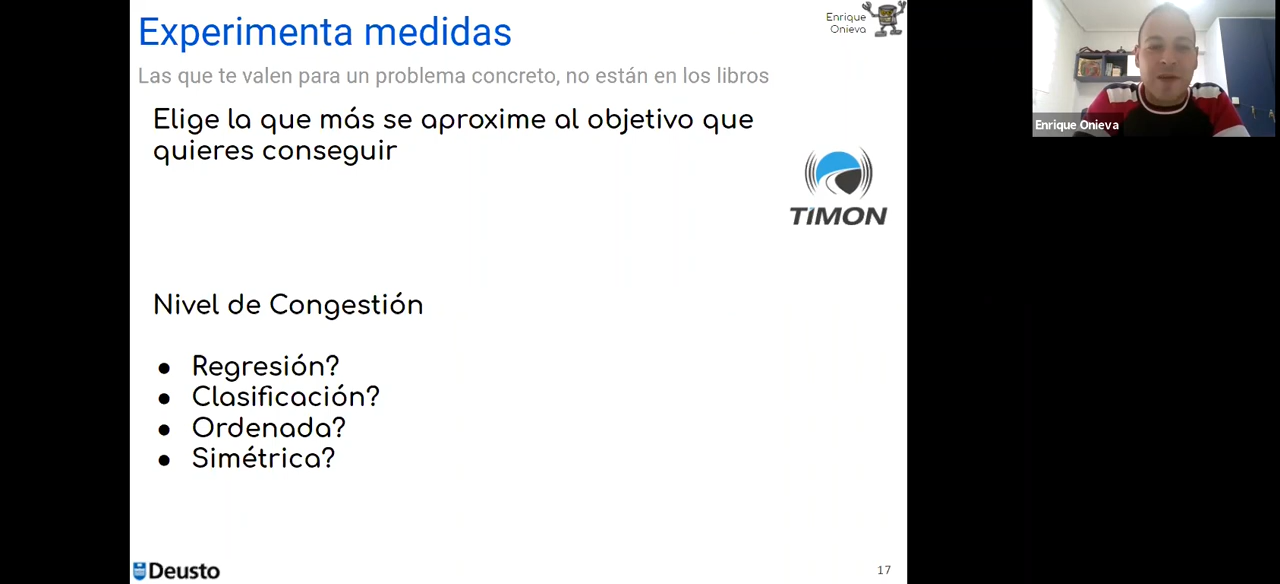 Experimenta medidas
Enrique
Onieva
Las que te valen para un problema concreto, no están en los libros
Elige la que más se aproxime al objetivo que
quieres conseguir
TIMON
Nivel de Congestión
● Regresión?
● Clasificación?
● Ordenada?
● Simétrica?
Deusto
17
Enrique Onieva